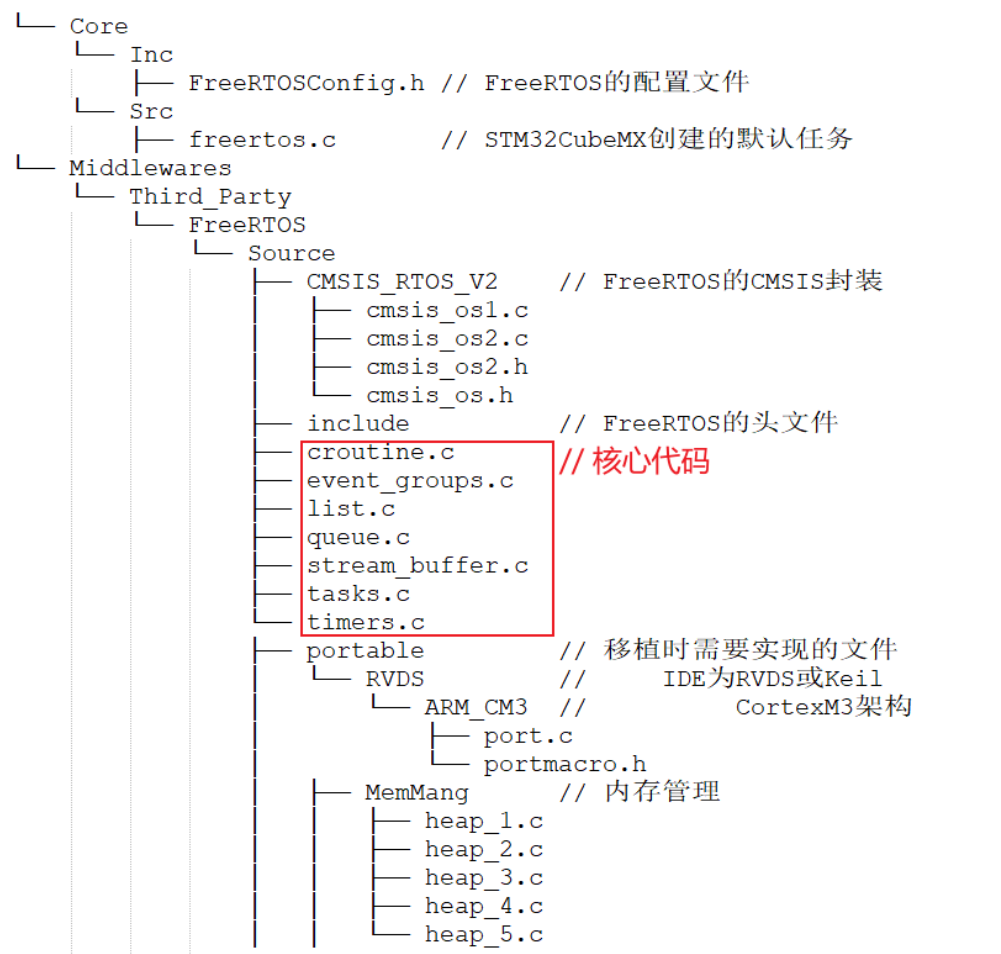 └── Core
    └── Inc
        ├── FreeRTOSConfig.h // FreeRTOS的配置文件
    └── Src
        ├── freertos.c       // STM32CubeMX创建的默认任务
└── Middlewares
    └── Third_Party
        └── FreeRTOS
            └── Source
                ├── CMSIS_RTOS_V2    // FreeRTOS的CMSIS封装
                │   ├── cmsis_os1.c
                │   ├── cmsis_os2.c
                │   ├── cmsis_os2.h
                │   └── cmsis_os.h
                ├── include          // FreeRTOS的头文件
                ├── croutine.c       // 核心代码
                ├── event_groups.c
                ├── list.c
                ├── queue.c
                ├── stream_buffer.c
                ├── tasks.c
                └── timers.c
                ├── portable         // 移植时需要实现的文件
                │   └── RVDS         //     IDE为RVDS或Keil
                │       └── ARM_CM3  //         CortexM3架构
                │           ├── port.c
                │           └── portmacro.h
                │   ├── MemMang      // 内存管理
                │   │   ├── heap_1.c
                │   │   ├── heap_2.c
                │   │   ├── heap_3.c
                │   │   ├── heap_4.c
                │   │   └── heap_5.c